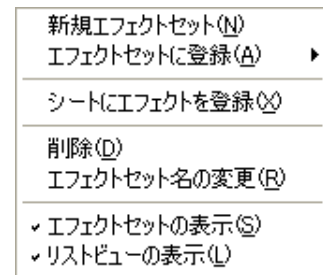 新規エフェクトセット(N)
エフェクトセットに登録(A)
シートにエフェクトを登録(X)
削除(D)
エフェクトセット名の変更(R)
エフェクトセットの表示(S)
リストビューの表示(L)